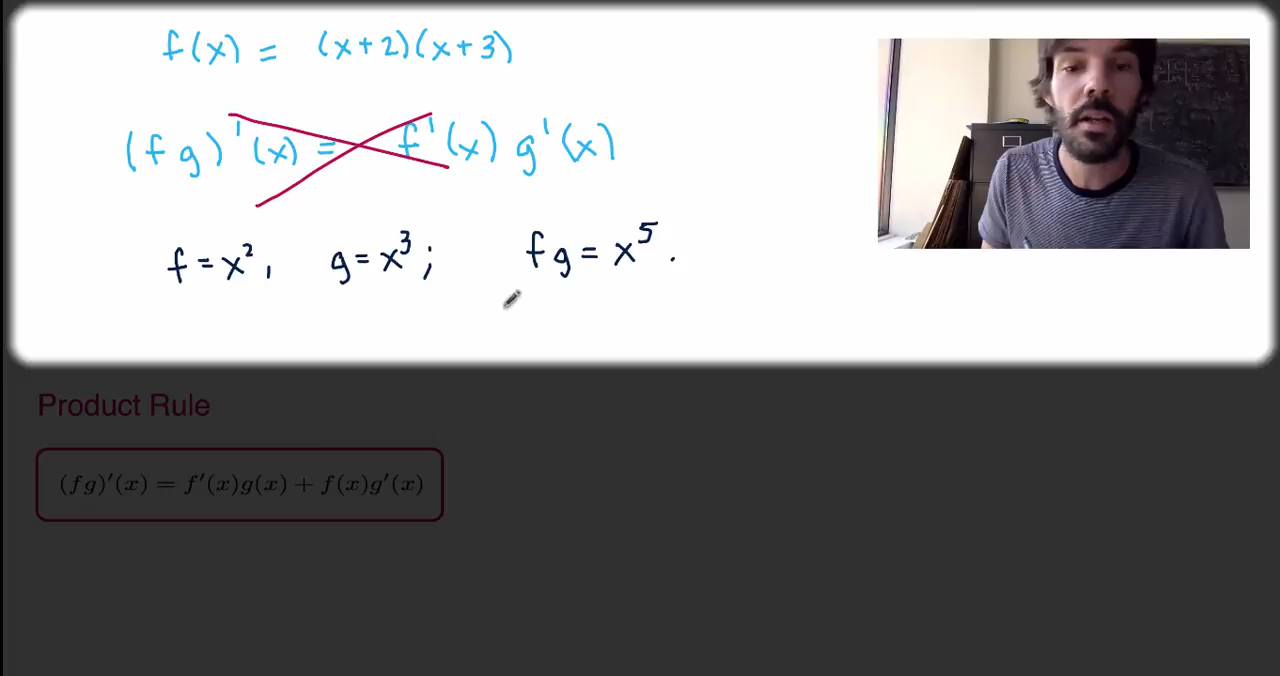 f(x) = (x+2)(x+3)
(fg)'(x) = f'(x) g'(x)
f = x², g = x³; fg = x⁵.
Product Rule
(fg)'(x) = f'(x)g(x) + f(x)g'(x)